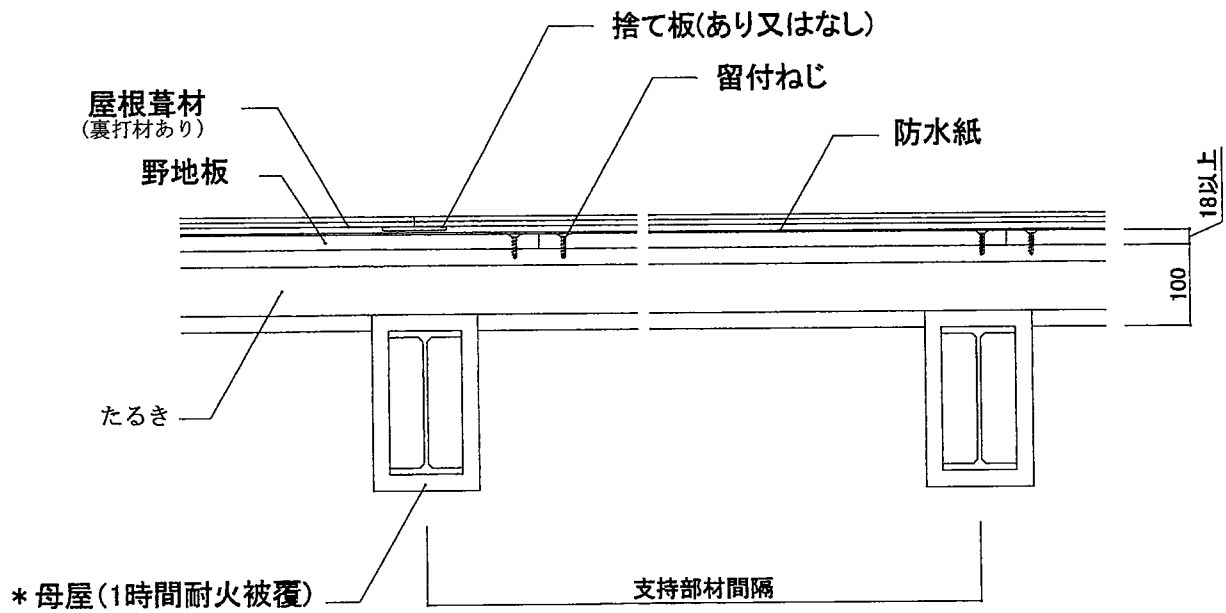 捨て板(あり又はなし)
留付ねじ
屋根葺材
(裏打材あり)
防水紙
野地板
18以上
100
たるき
*母屋(1時間耐火被覆)
支持部材間隔